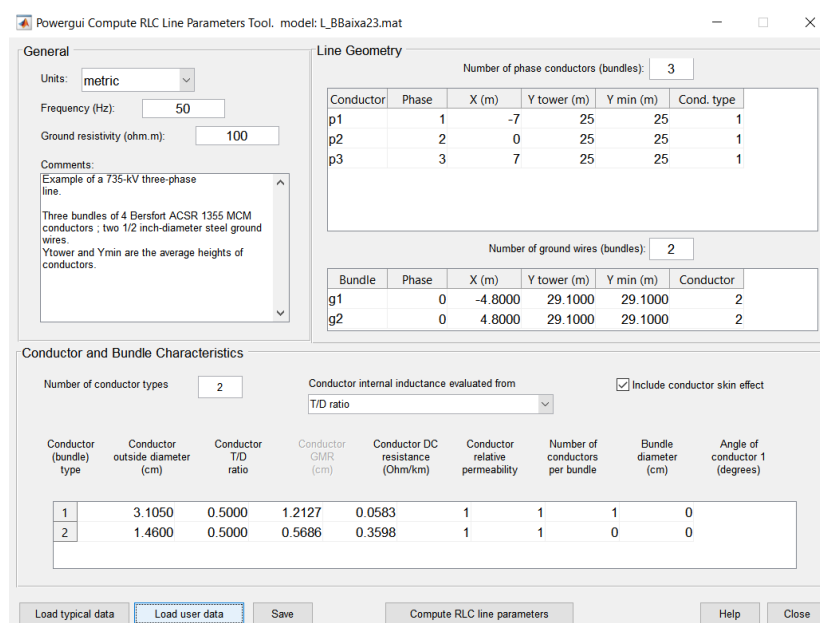 Powergui Compute RLC Line Parameters Tool. model: L_BBaixa23.mat
General
Units: metric
Frequency (Hz): 50
Ground resistivity (ohm.m): 100
Comments:
Example of a 735-kV three-phase
line.
Three bundles of 4 Bersfort ACSR 1355 MCM
conductors ; two 1/2 inch-diameter steel ground
wires.
Ytower and Ymin are the average heights of
conductors.
Line Geometry
Number of phase conductors (bundles): 3
Conductor Phase X (m) Y tower (m) Y min (m) Cond. type
p1 1 -7 25 25 1
p2 2 0 25 25 1
p3 3 7 25 25 1
Number of ground wires (bundles): 2
Bundle Phase X (m) Y tower (m) Y min (m) Conductor
g1 0 -4.8000 29.1000 29.1000 2
g2 0 4.8000 29.1000 29.1000 2
Conductor and Bundle Characteristics
Number of conductor types 2
Conductor internal inductance evaluated from
T/D ratio
Include conductor skin effect
Conductor Conductor Conductor Conductor Conductor DC Conductor Number of Bundle Angle of
(bundle) outside diameter T/D GMR resistance relative conductors diameter conductor 1
type (cm) ratio (cm) (Ohm/km) permeability per bundle (cm) (degrees)
1 3.1050 0.5000 1.2127 0.0583 1 1 1 0
2 1.4600 0.5000 0.5686 0.3598 1 1 0 0
Load typical data Load user data Save Compute RLC line parameters Help Close